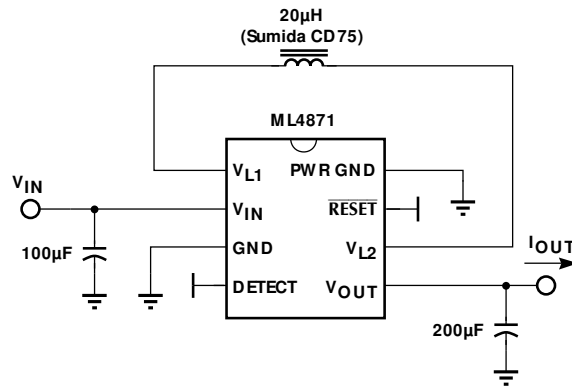 20µH
(Sumida CD75)
ML4871
VL1
PWR GND
VIN
VIN
RESET
GND
VL2
100µF
IOUT
DETECT
VOUT
200µF